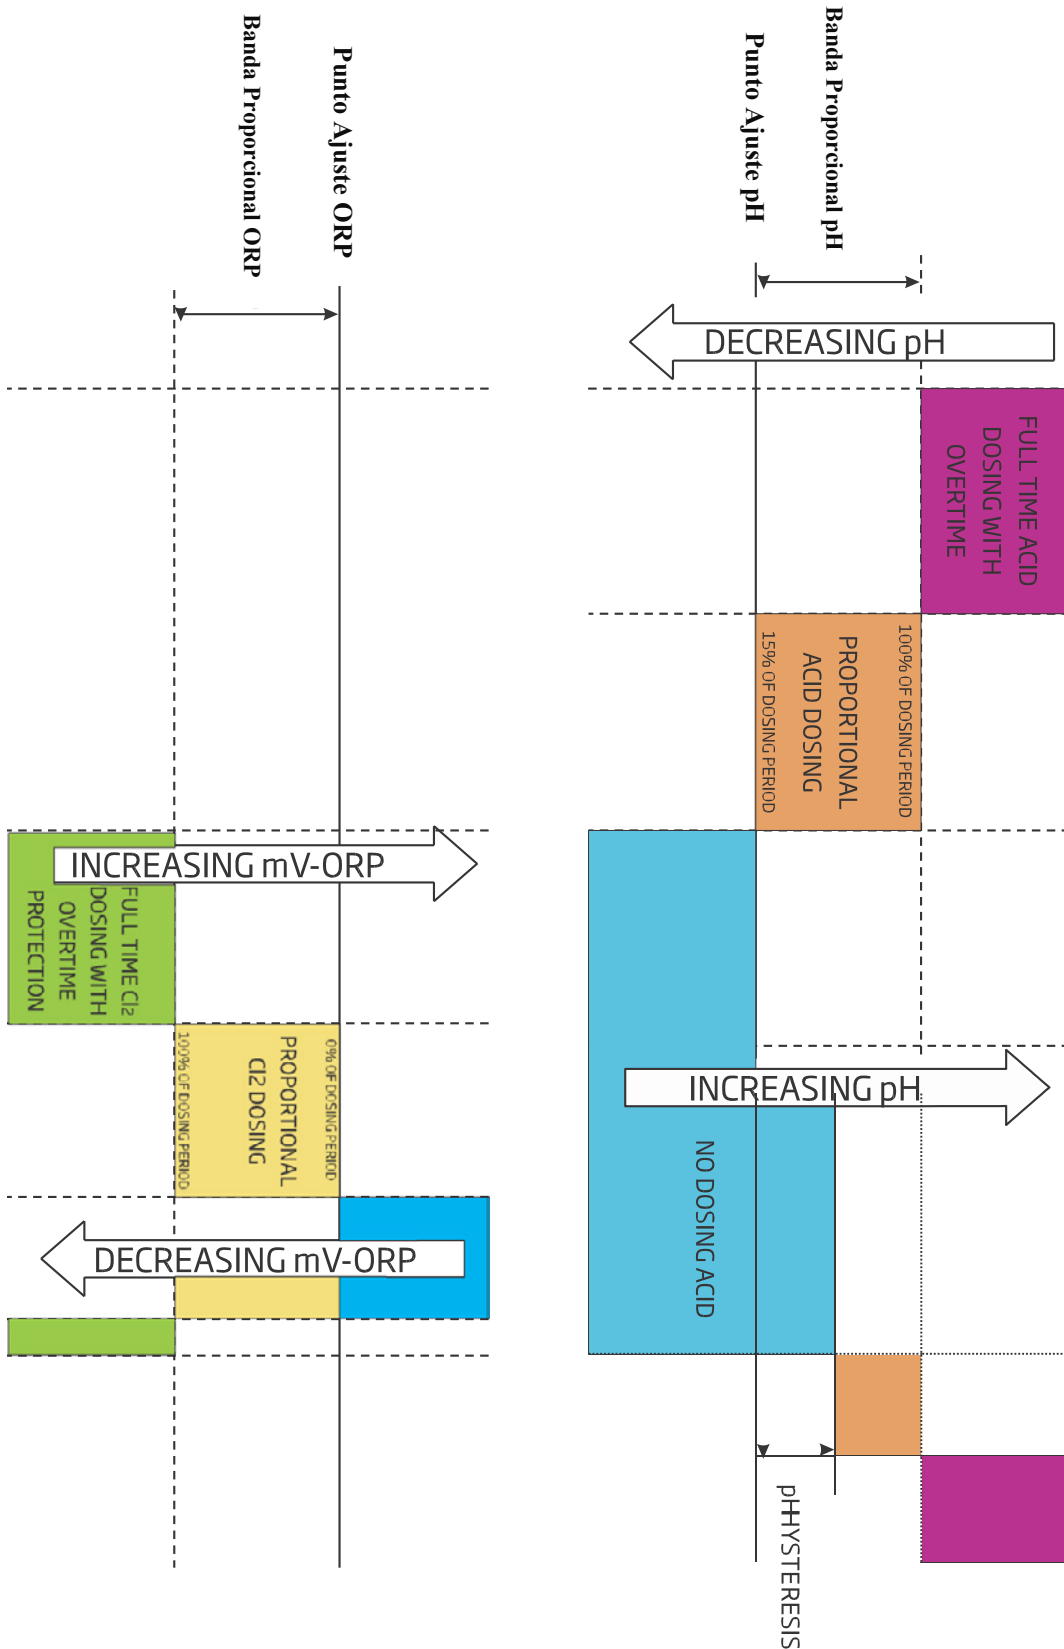 Banda Proporcional pH
Punto Ajuste pH
DECREASING pH
FULL TIME ACID
DOSING WITH
OVERTIME
100% OF DOSING PERIOD
PROPORTIONAL
ACID DOSING
15% OF DOSING PERIOD
INCREASING pH
NO DOSING ACID
pHHYSTERESIS
Punto Ajuste ORP
Banda Proporcional ORP
INCREASING mV-ORP
FULL TIME Cl2
DOSING WITH
OVERTIME
PROTECTION
0% OF DOSING PERIOD
PROPORTIONAL
Cl2 DOSING
100% OF DOSING PERIOD
DECREASING mV-ORP